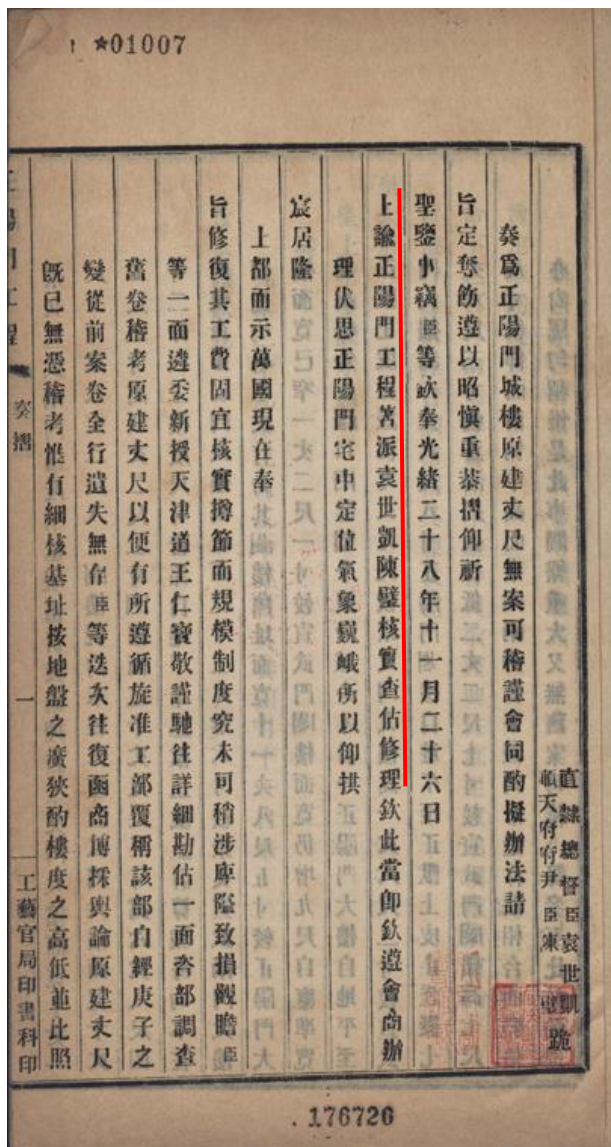 ! ★01007
直隸總督臣袁世凱
順天府府尹臣陳璧 跪
奏爲正陽門城樓原建丈尺無案可稽謹會同酌擬辦法請
旨定奪飭遵以昭愼重恭摺仰祈
聖鑒事竊臣等欽奉光緒二十八年十一月二十六日
上諭正陽門工程著派袁世凱陳璧核實查估修理欽此當即欽遵會商辦
理伏思正陽門宅中定位氣象巍峨所以仰拱
宸居隆
上都而示萬國現在奉
旨修復其工費固宜核實撙節而規模制度究未可稍涉庳隘致損觀瞻臣
等一面遴委新授天津道王仁寶敬謹馳往詳細勘估一面咨部調查
舊卷稽考原建丈尺以便有所遵循旋准工部覆稱該部自經庚子之
變從前案卷全行遺失無存臣等迭次往復函商博採輿論原建丈尺
旣已無憑稽考惟有細核基址按地盤之廣狹酌樓度之高低並比照
正陽門工程 奏摺 一 工藝官局印書科印
. 176726